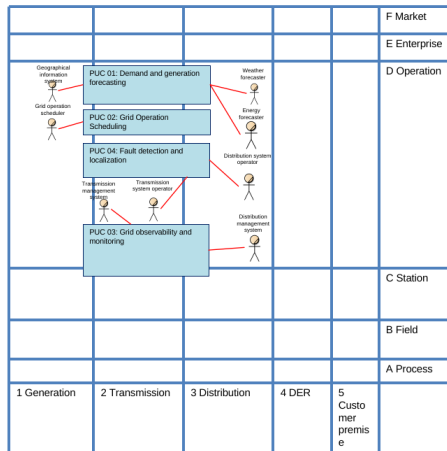 F Market
E Enterprise
D Operation
Geographical
information
system
PUC 01: Demand and generation
forecasting
Weather
forecaster
Grid operation
scheduler
PUC 02: Grid Operation
Scheduling
Energy
forecaster
PUC 04: Fault detection and
localization
Distribution system
operator
Transmission
management
system
Transmission
system operator
Distribution
management
system
PUC 03: Grid observability and
monitoring
C Station
B Field
A Process
1 Generation
2 Transmission
3 Distribution
4 DER
5
Custo
mer
premis
e